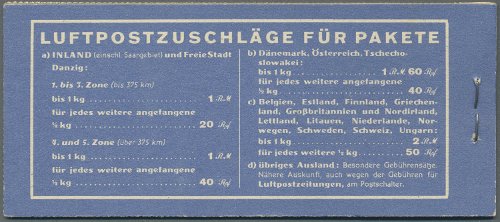 LUFTPOSTZUSCHLÄGE FÜR PAKETE
a) INLAND (einschl. Saargebiet) und Freie Stadt
Danzig:
1. bis 3. Zone (bis 375 km)
bis 1 kg . . . . . . . . . . . . . . . . . . . 1 RM
für jedes weitere angefangene
½ kg . . . . . . . . . . . . . . . . . . . 20 Rpf
4. und 5. Zone (über 375 km)
bis 1 kg . . . . . . . . . . . . . . . . . . . 1 RM
für jedes weitere angefangene
½ kg . . . . . . . . . . . . . . . . . . . 40 Rpf
b) Dänemark, Österreich, Tschecho-
slowakei:
bis 1 kg . . . . . . . . . . . . 1 RM 60 Rpf
für jedes weitere angefangene
½ kg . . . . . . . . . . . . . . . . 40 Rpf
c) Belgien, Estland, Finnland, Griechen-
land, Großbritannien und Nordirland,
Lettland, Litauen, Niederlande, Nor-
wegen, Schweden, Schweiz, Ungarn:
bis 1 kg . . . . . . . . . . . . . . . . 2 RM
für jedes weitere ½ kg . . . . . . 50 Rpf
d) übriges Ausland: Besondere Gebührensätze.
Nähere Auskunft, auch wegen der Gebühren für
Luftpostzeitungen, am Postschalter.